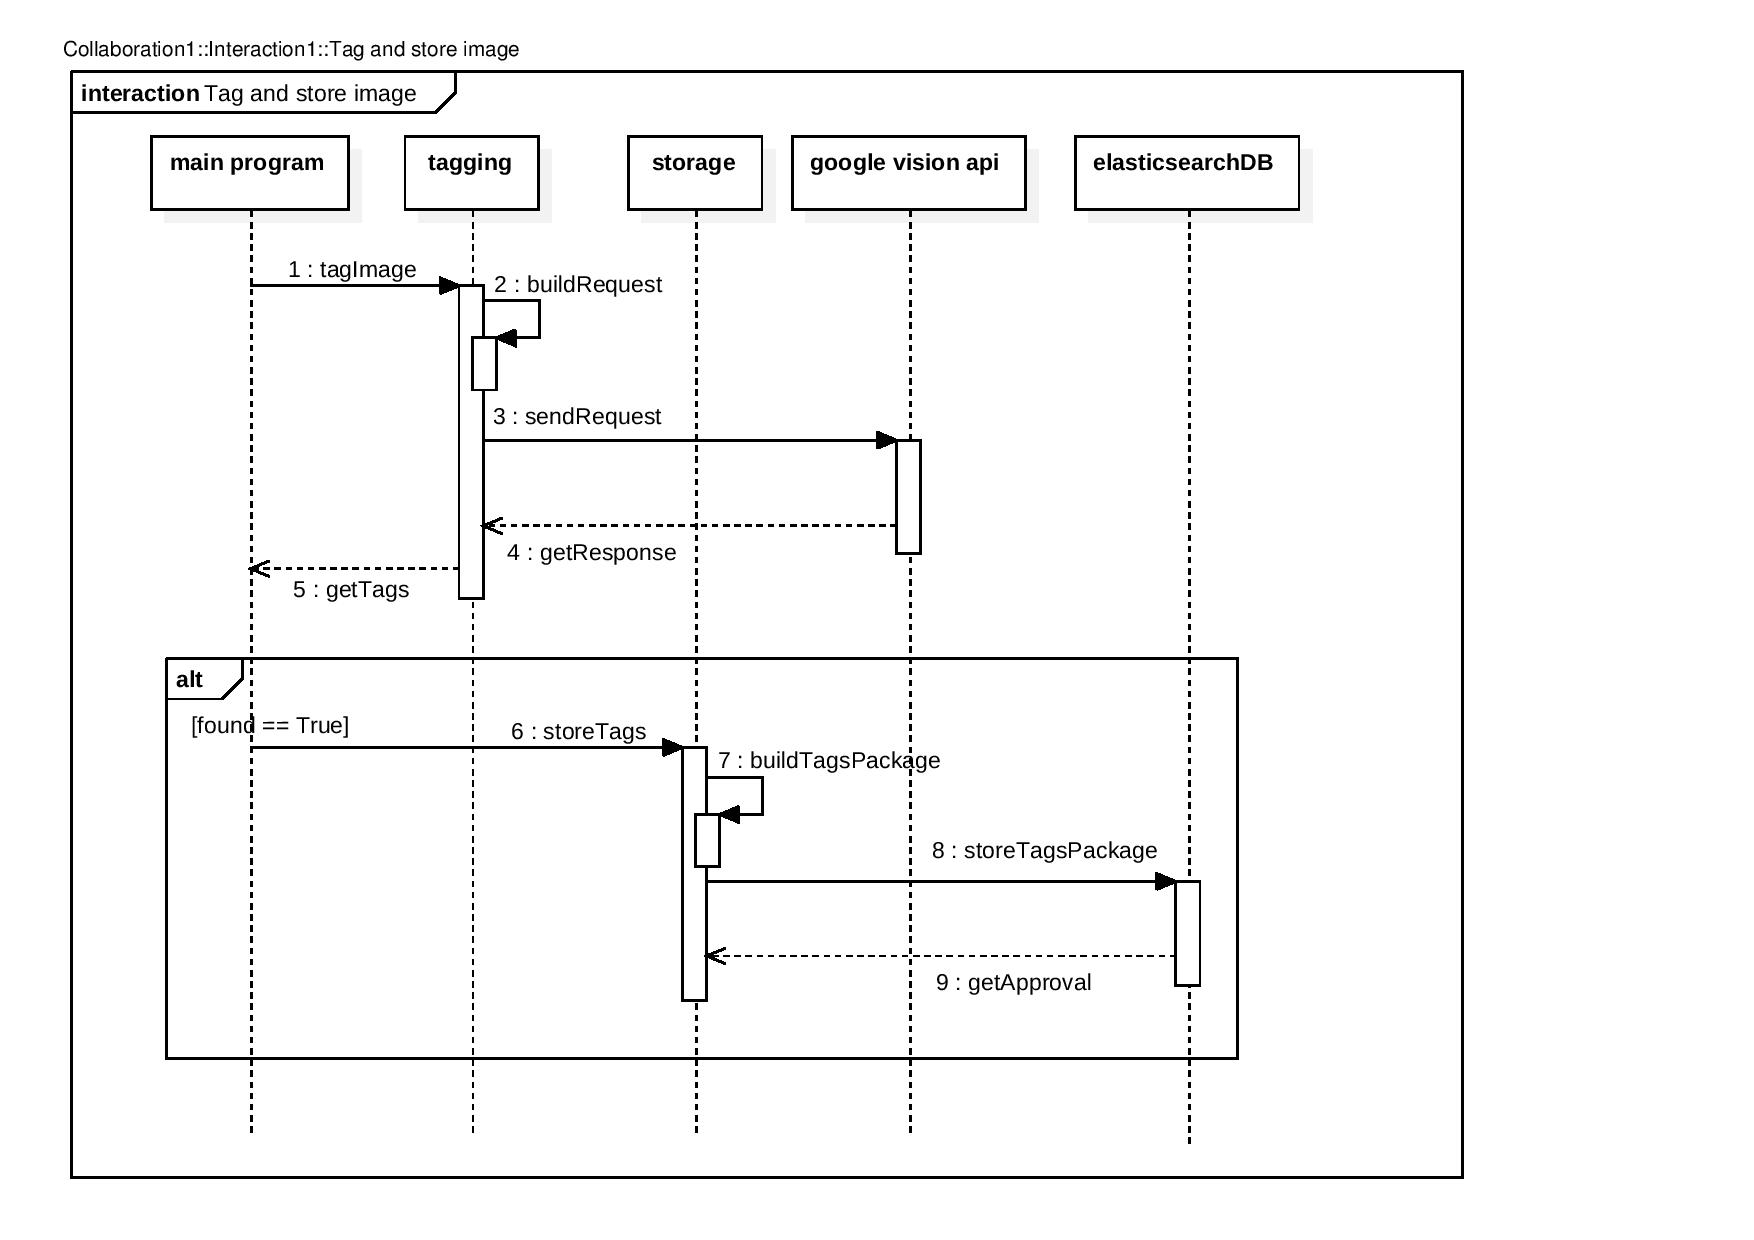 Collaboration1::Interaction1::Tag and store image
interaction Tag and store image
main program
tagging
storage
google vision api
elasticsearchDB
1 : tagImage
2 : buildRequest
3 : sendRequest
4 : getResponse
5 : getTags
alt
[found == True]
6 : storeTags
7 : buildTagsPackage
8 : storeTagsPackage
9 : getApproval